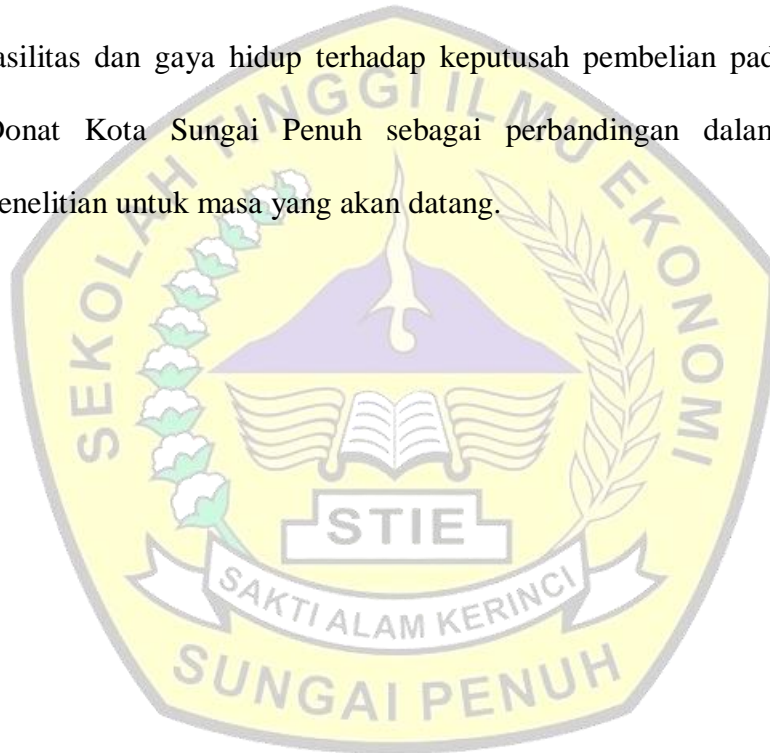 asilitas dan gaya hidup terhadap keputusah pembelian pad
Donat Kota Sungai Penuh sebagai perbandingan dalam
enelitian untuk masa yang akan datang.
SEKOLAH TINGGI ILMU EKONOMI
STIE
SAKTI ALAM KERINCI
SUNGAI PENUH